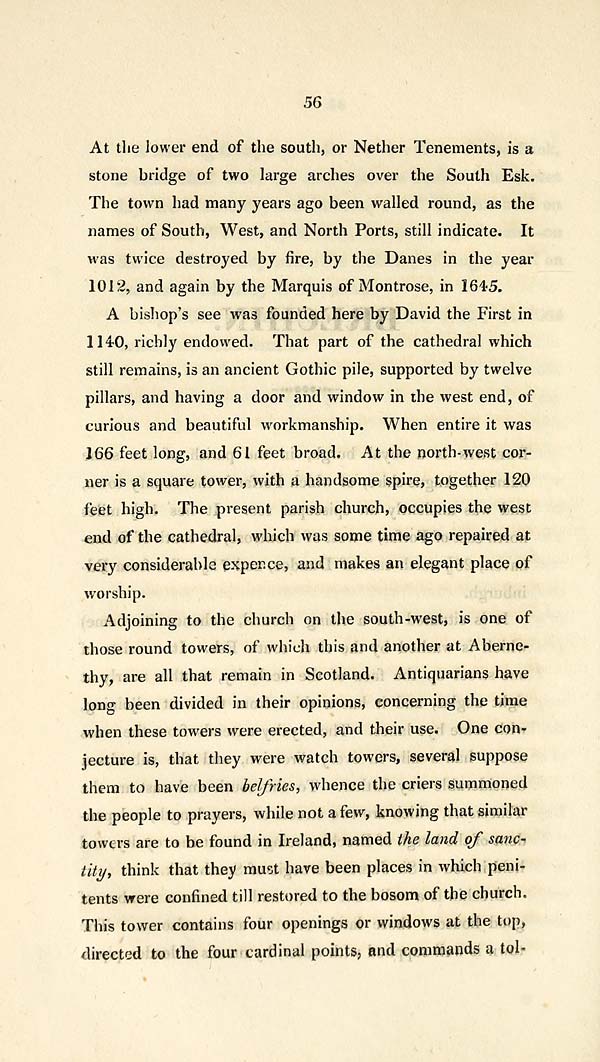 56
At the lower end of the south, or Nether Tenements, is a
stone bridge of two large arches over the South Esk.
The town had many years ago been walled round, as the
names of South, West, and North Ports, still indicate. It
was twice destroyed by fire, by the Danes in the year
1012, and again by the Marquis of Montrose, in 1645.
A bishop's see was founded here by David the First in
1140, richly endowed. That part of the cathedral which
still remains, is an ancient Gothic pile, supported by twelve
pillars, and having a door and window in the west end, of
curious and beautiful workmanship. When entire it was
166 feet long, and 61 feet broad. At the north-west cor-
ner is a square tower, with a handsome spire, together 120
feet high. The present parish church, occupies the west
end of the cathedral, which was some time ago repaired at
very considerable expence, and makes an elegant place of
worship.
Adjoining to the church on the south-west, is one of
those round towers, of which this and another at Aberne-
thy, are all that remain in Scotland. Antiquarians have
long been divided in their opinions, concerning the time
when these towers were erected, and their use. One con-
jecture is, that they were watch towers, several suppose
them to have been belfries, whence the criers summoned
the people to prayers, while not a few, knowing that similar
towers are to be found in Ireland, named the land of sanc-
tity, think that they must have been places in which peni-
tents were confined till restored to the bosom of the church.
This tower contains four openings or windows at the top,
directed to the four cardinal points, and commands a tol-